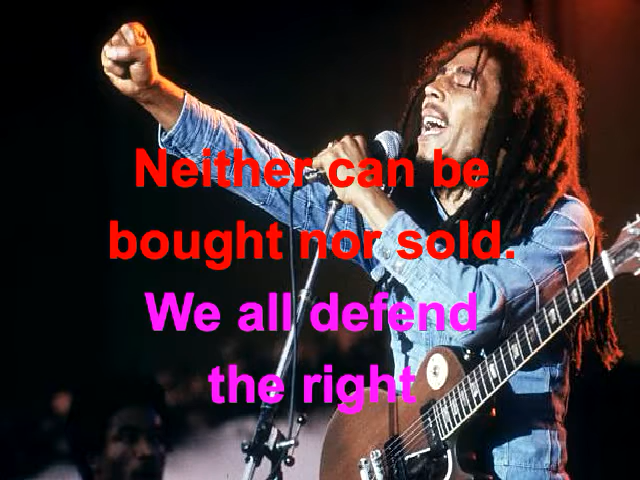 Neither can be
bought nor sold.
We all defend
the right